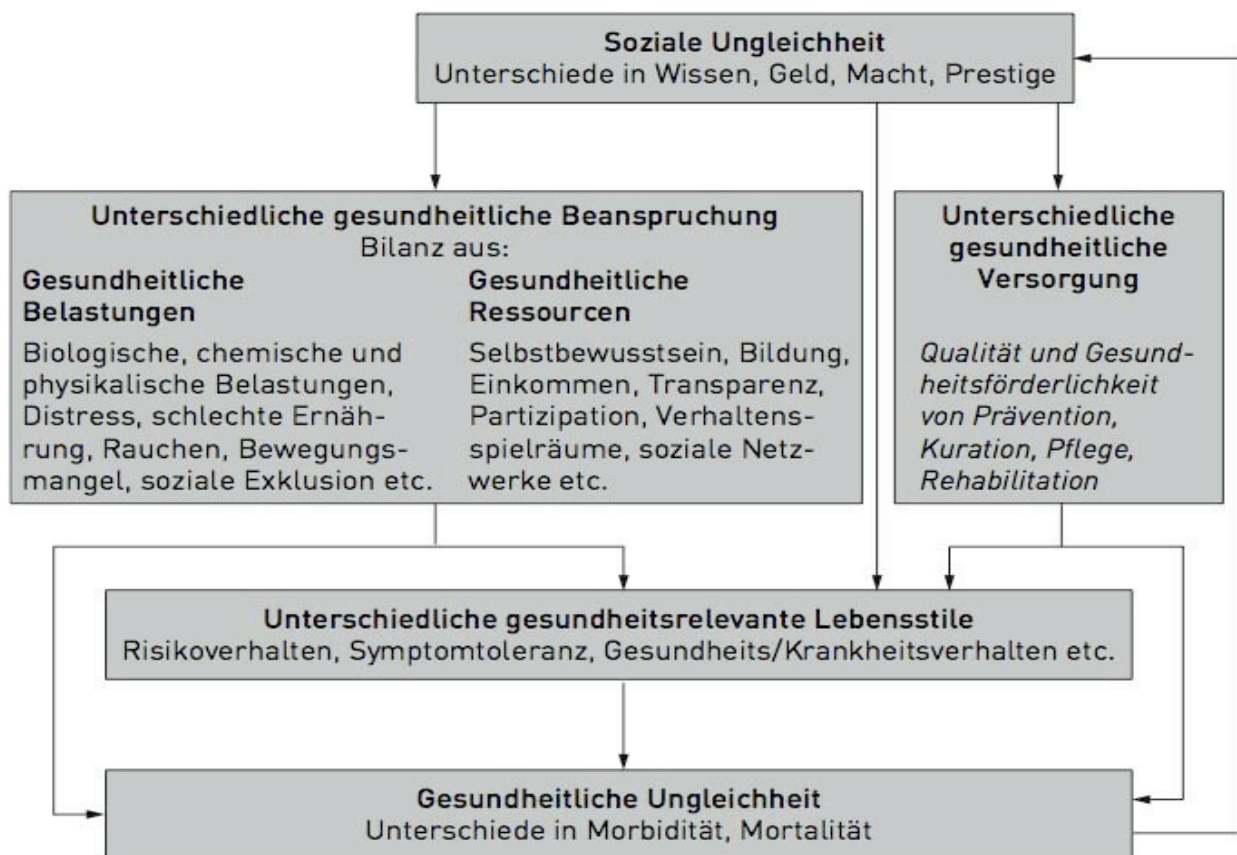 Soziale Ungleichheit
Unterschiede in Wissen, Geld, Macht, Prestige
Unterschiedliche gesundheitliche Beanspruchung
Bilanz aus:
Gesundheitliche
Belastungen
Biologische, chemische und
physikalische Belastungen,
Distress, schlechte Ernäh-
rung, Rauchen, Bewegungs-
mangel, soziale Exklusion etc.
Gesundheitliche
Ressourcen
Selbstbewusstsein, Bildung,
Einkommen, Transparenz,
Partizipation, Verhaltens-
spielräume, soziale Netz-
werke etc.
Unterschiedliche
gesundheitliche
Versorgung
Qualität und Gesund-
heitsförderlichkeit
von Prävention,
Kuration, Pflege,
Rehabilitation
Unterschiedliche gesundheitsrelevante Lebensstile
Risikoverhalten, Symptomtoleranz, Gesundheits/Krankheitsverhalten etc.
Gesundheitliche Ungleichheit
Unterschiede in Morbidität, Mortalität